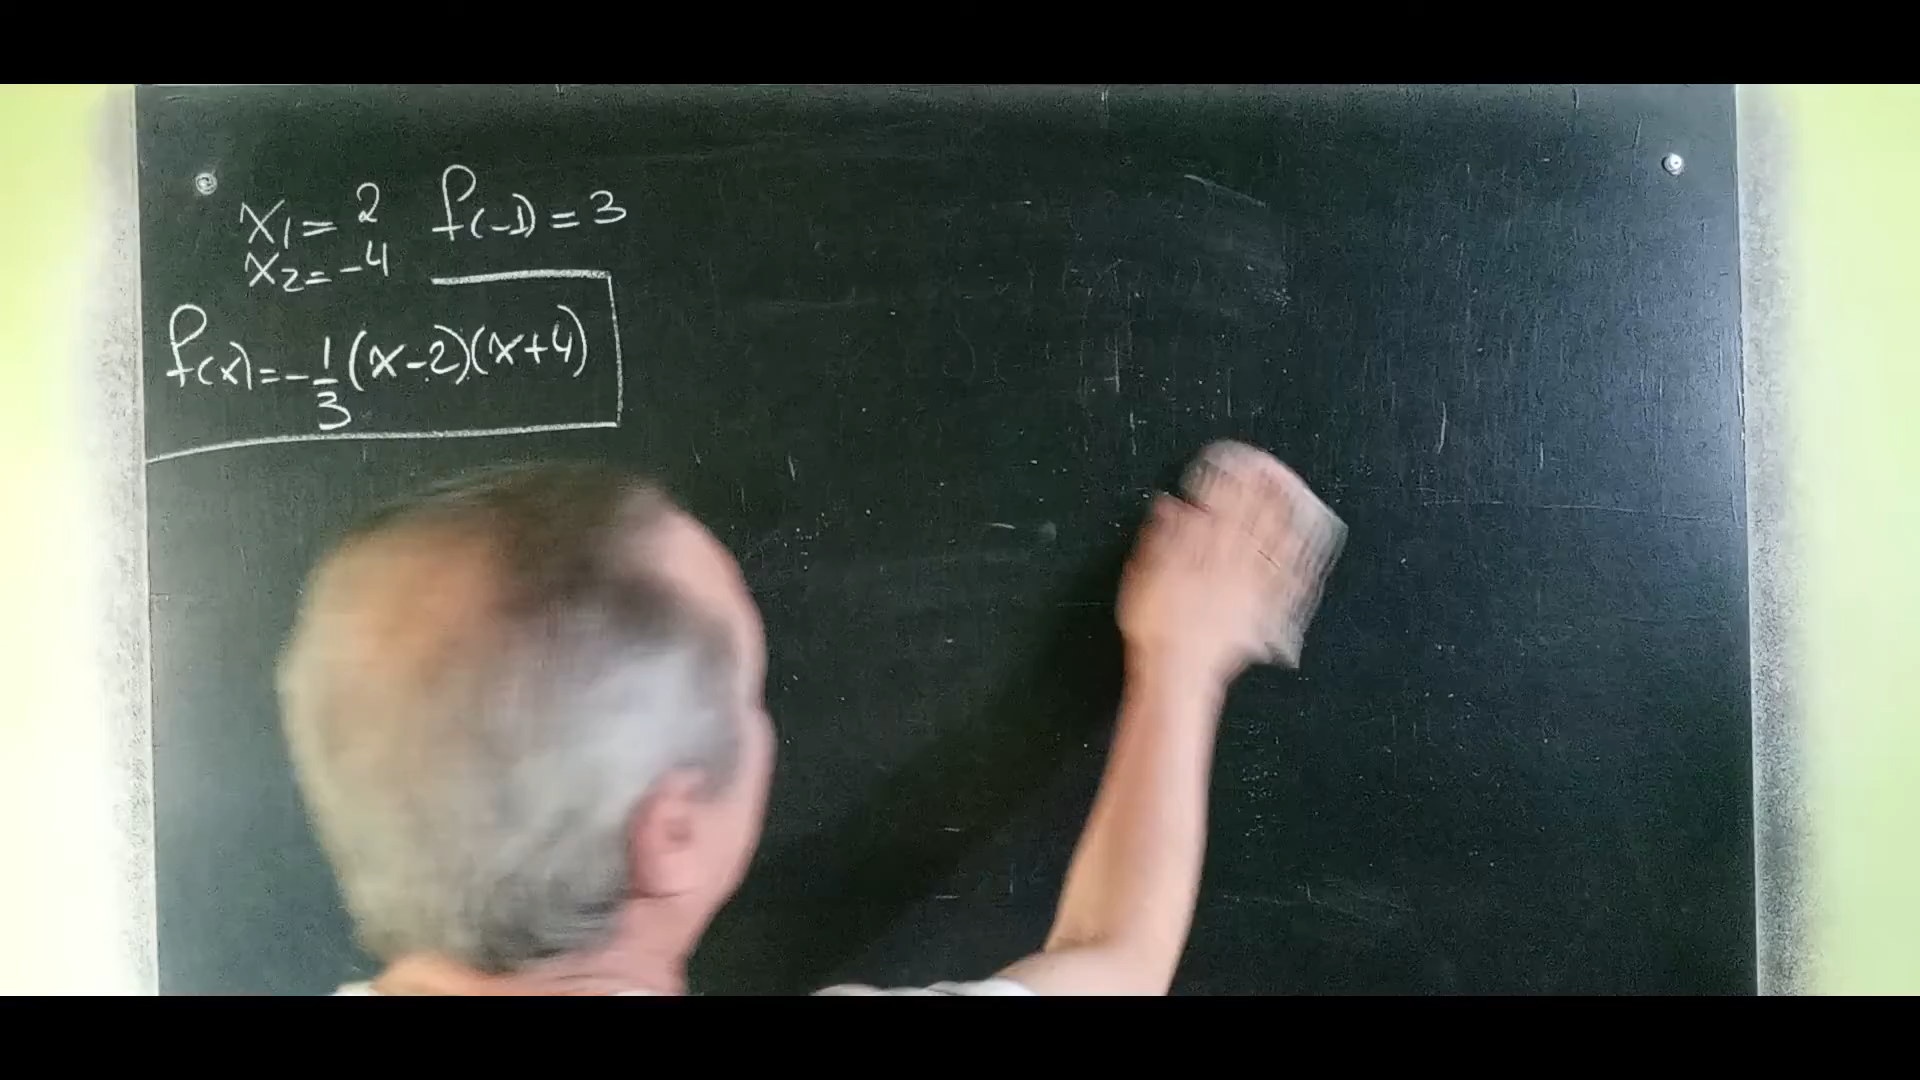 x₁ = 2 f(-1) = 3
x₂ = -4
f(x) = -1/3 (x-2)(x+4)